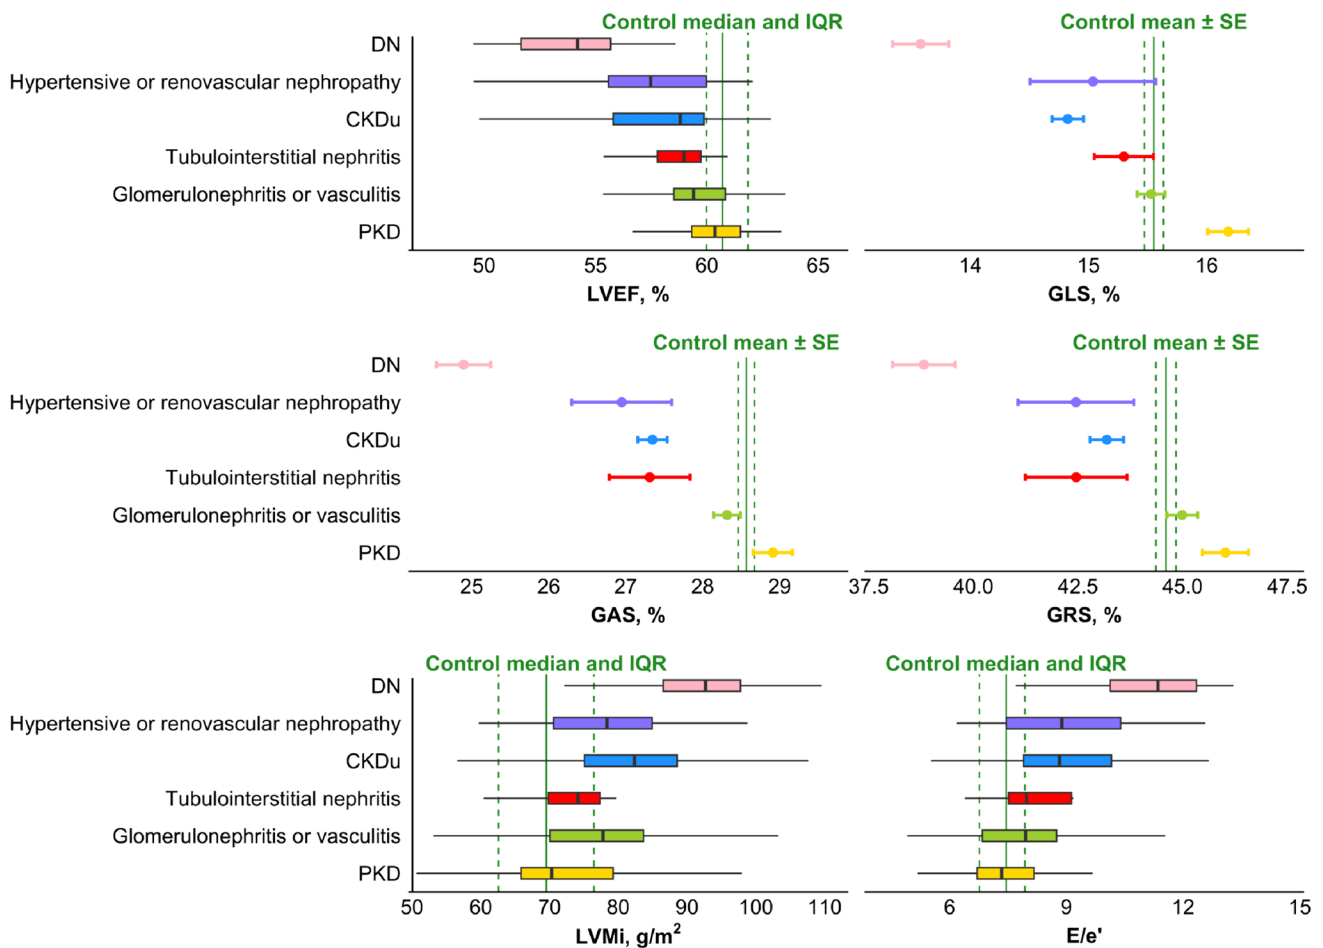 Control median and IQR
Control mean ± SE
DN
Hypertensive or renovascular nephropathy
CKDu
Tubulointerstitial nephritis
Glomerulonephritis or vasculitis
PKD
50 55 60 65
14 15 16
LVEF, %
GLS, %
Control mean ± SE
Control mean ± SE
DN
Hypertensive or renovascular nephropathy
CKDu
Tubulointerstitial nephritis
Glomerulonephritis or vasculitis
PKD
25 26 27 28 29
37.5 40.0 42.5 45.0 47.5
GAS, %
GRS, %
Control median and IQR
Control median and IQR
DN
Hypertensive or renovascular nephropathy
CKDu
Tubulointerstitial nephritis
Glomerulonephritis or vasculitis
PKD
50 60 70 80 90 100 110
6 9 12 15
LVMi, g/m²
E/e'